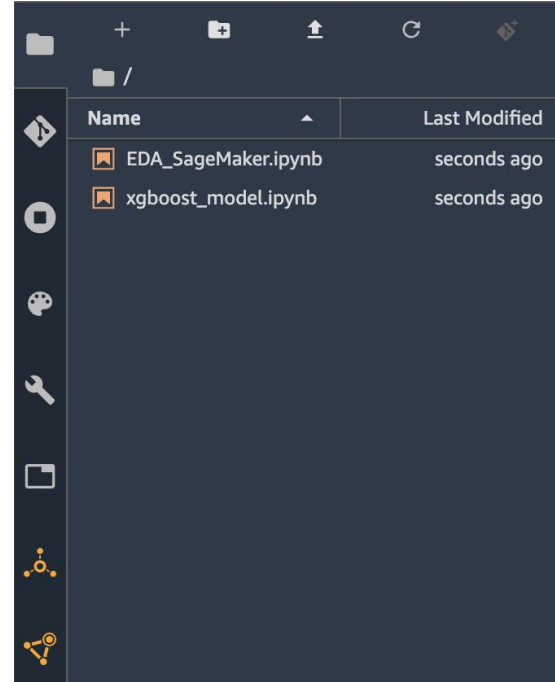 /
Name Last Modified
EDA_SageMaker.ipynb seconds ago
xgboost_model.ipynb seconds ago